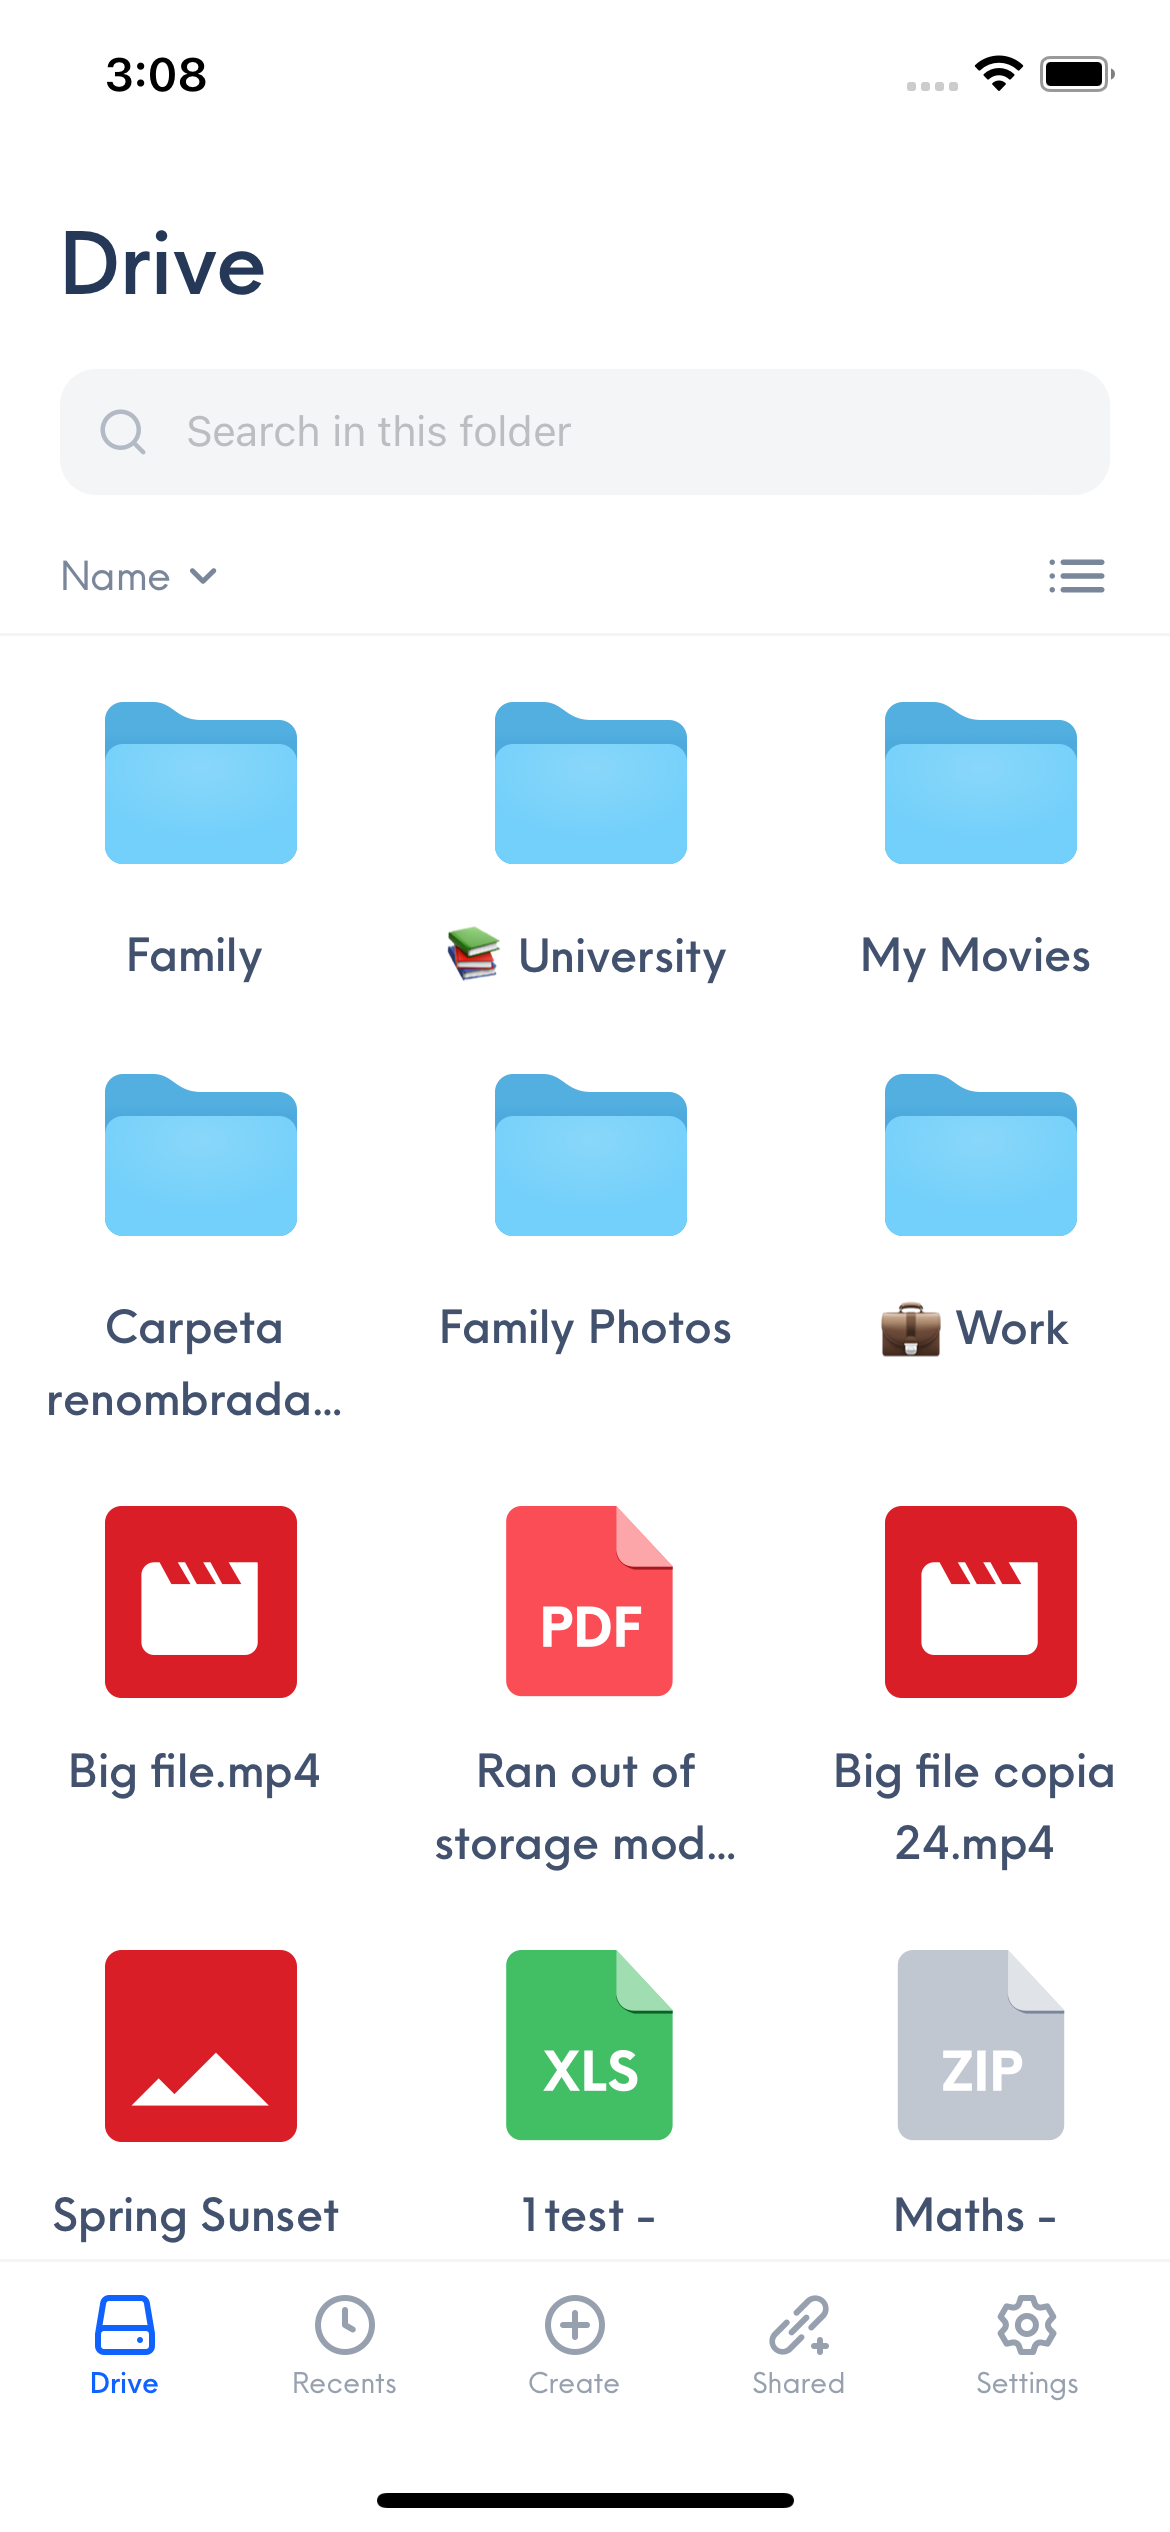 3:08
Drive
Search in this folder
Name
Family
📚 University
My Movies
Carpeta
renombrada...
Family Photos
💼 Work
PDF
Big file.mp4
Ran out of
storage mod...
Big file copia
24.mp4
XLS
ZIP
Spring Sunset
1 test -
Maths -
Drive
Recents
Create
Shared
Settings